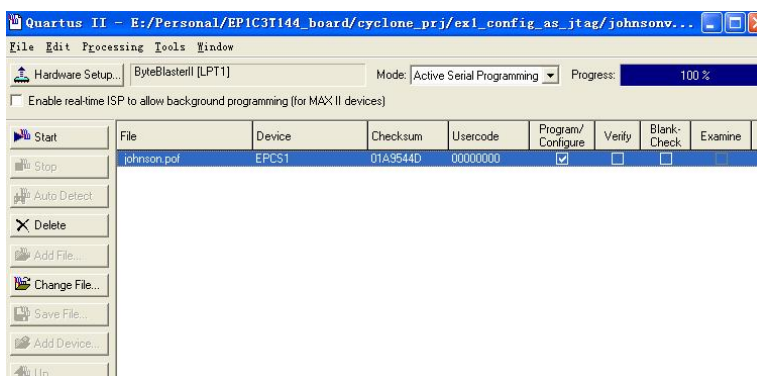 Quartus II - E:/Personal/EP1C3T144_board/cyclone_prj/ex1_config_as_jtag/johnsonv...
File Edit Processing Tools Window
Hardware Setup... ByteBlasterII [LPT1] Mode: Active Serial Programming Progress: 100 %
Enable real-time ISP to allow background programming (for MAX II devices)
Start File Device Checksum Usercode Program/ Configure Verify Blank- Check Examine
johnson.pof EPCS1 01A9544D 00000000
Stop
Auto Detect
Delete
Add File...
Change File...
Save File...
Add Device...
Up